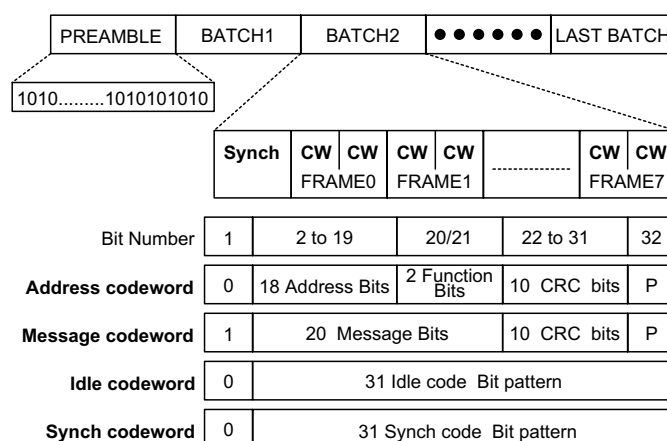 PREAMBLE BATCH1 BATCH2 LAST BATCH
1010.........1010101010
Synch CW CW CW CW CW CW
FRAME0 FRAME1 FRAME7
Bit Number 1 2 to 19 20/21 22 to 31 32
Address codeword 0 18 Address Bits 2 Function Bits 10 CRC bits P
Message codeword 1 20 Message Bits 10 CRC bits P
Idle codeword 0 31 Idle code Bit pattern
Synch codeword 0 31 Synch code Bit pattern